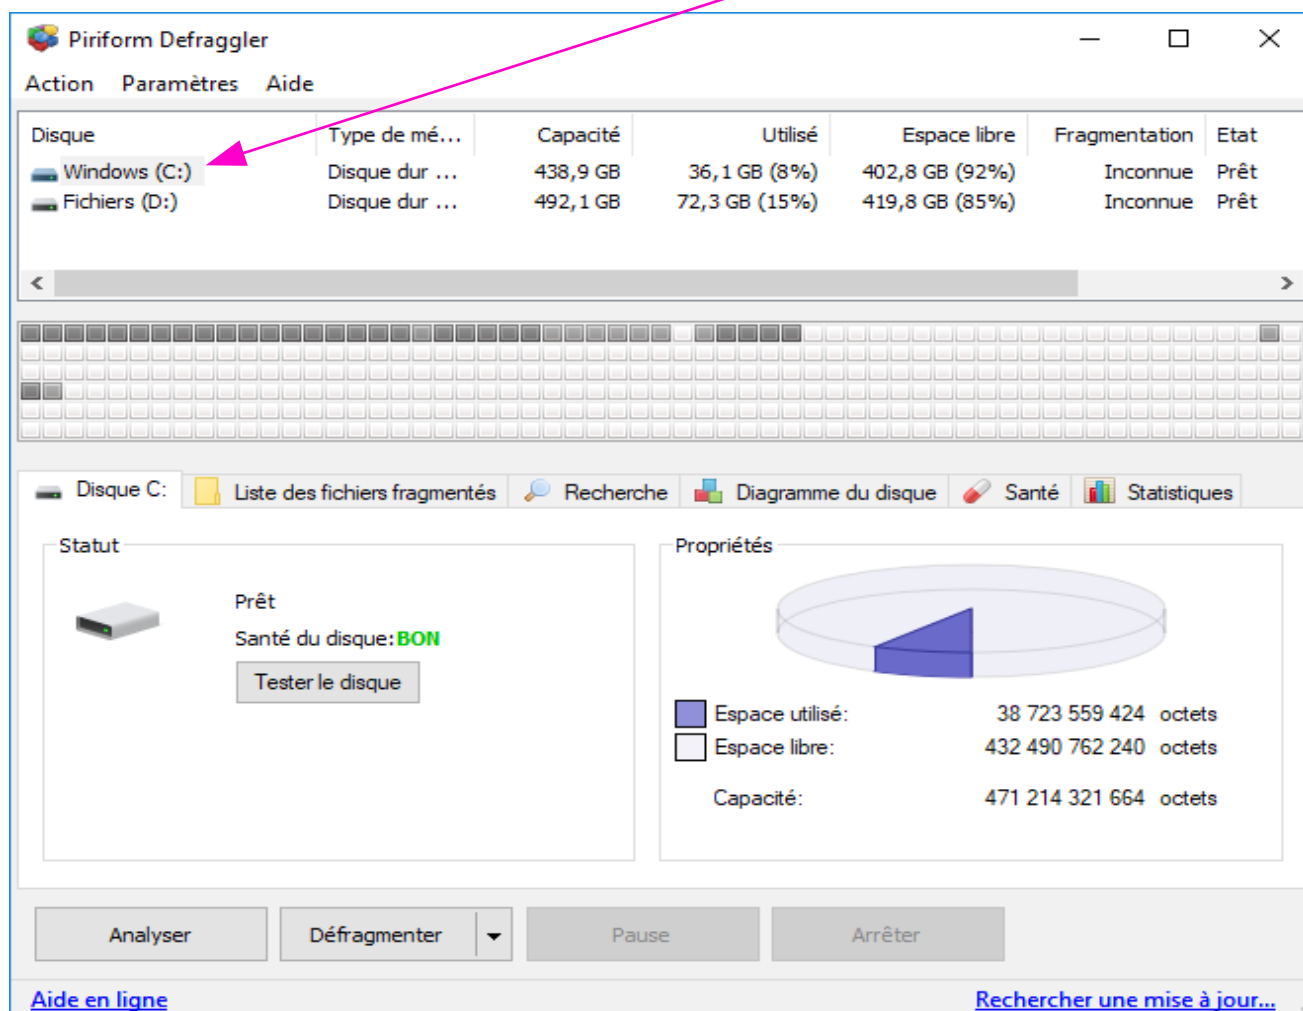 Piriform Defraggler
Action Paramètres Aide
Disque Type de mé... Capacité Utilisé Espace libre Fragmentation Etat
Windows (C:) Disque dur ... 438,9 GB 36,1 GB (8%) 402,8 GB (92%) Inconnue Prêt
Fichiers (D:) Disque dur ... 492,1 GB 72,3 GB (15%) 419,8 GB (85%) Inconnue Prêt
Disque C: Liste des fichiers fragmentés Recherche Diagramme du disque Santé Statistiques
Statut
Prêt
Santé du disque: BON
Tester le disque
Propriétés
Espace utilisé: 38 723 559 424 octets
Espace libre: 432 490 762 240 octets
Capacité: 471 214 321 664 octets
Analyser Défragmenter Pause Arrêter
Aide en ligne Rechercher une mise à jour...